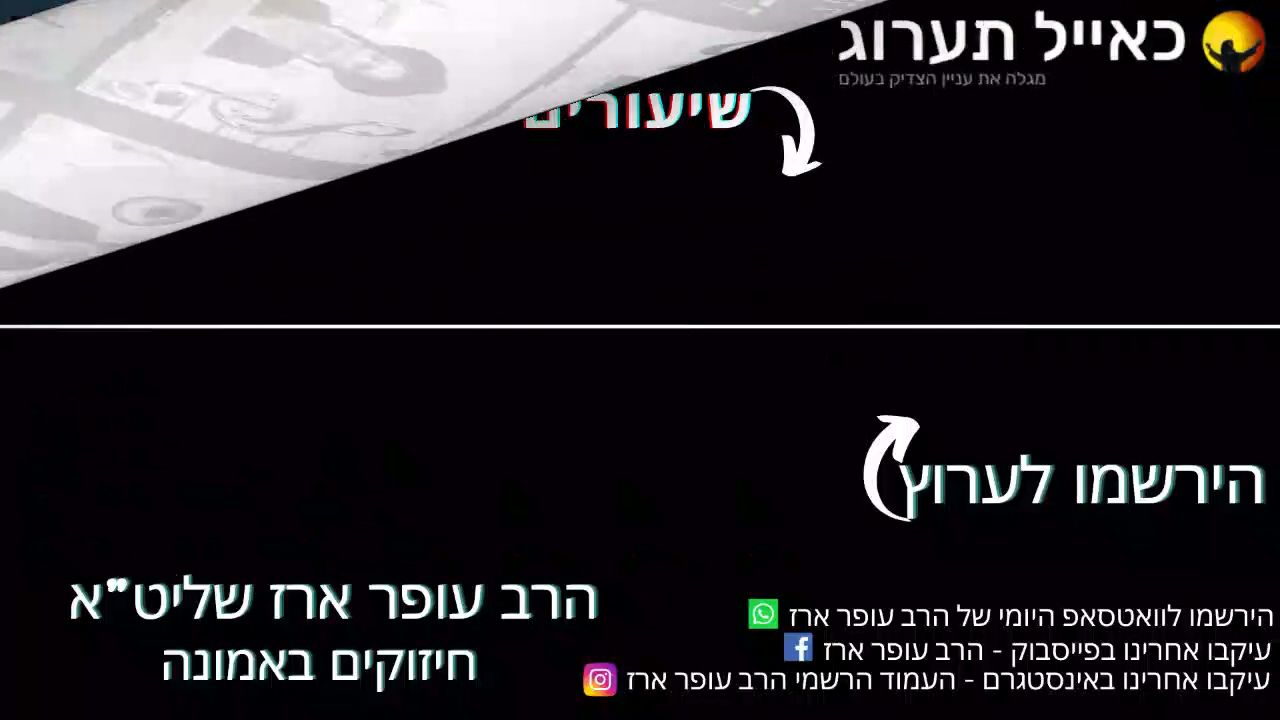 כאייל תערוג
מגלה את עניין הצדיק בעולם
שיעורים
הירשמו לערוץ
הרב עופר ארז שליט"א
חיזוקים באמונה
הירשמו לוואטסאפ היומי של הרב עופר ארז
עיקבו אחרינו בפייסבוק - הרב עופר ארז
עיקבו אחרינו באינסטגרם - העמוד הרשמי הרב עופר ארז